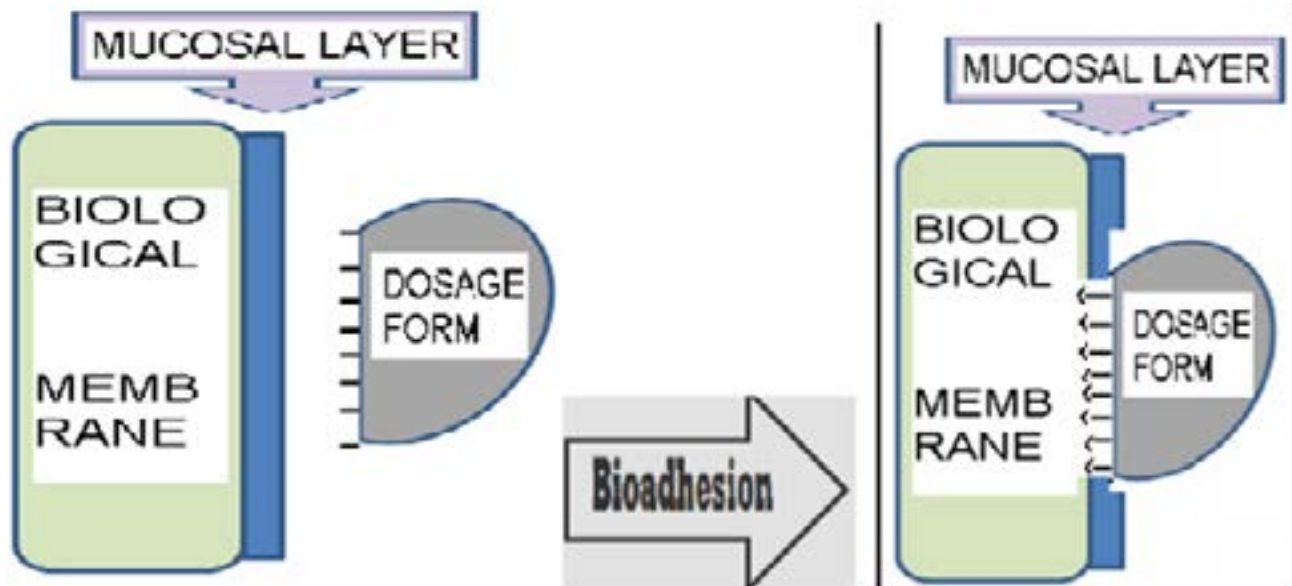 MUCOSAL LAYER
BIOLO
GICAL
MEMB
RANE
DOSAGE
FORM
Bioadhesion
MUCOSAL LAYER
BIOLO
GICAL
MEMB
RANE
DOSAGE
FORM